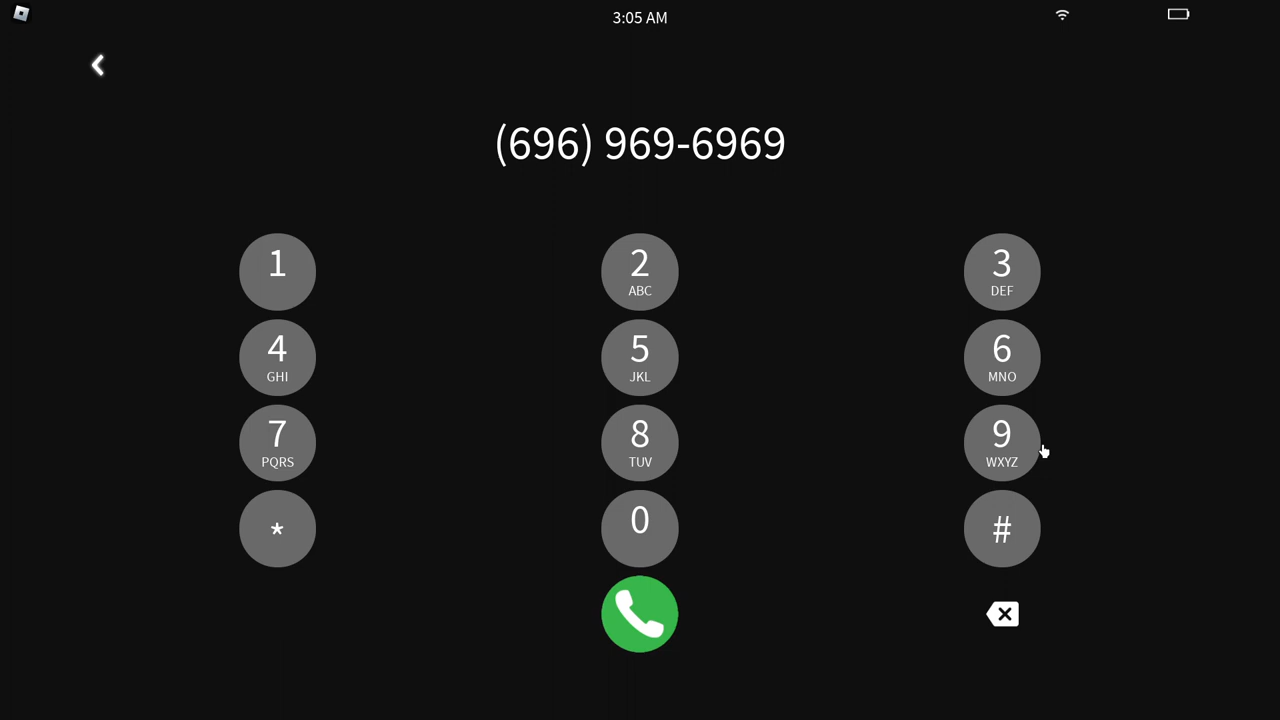 3:05 AM
(696) 969-6969
1
2
ABC
3
DEF
4
GHI
5
JKL
6
MNO
7
PQRS
8
TUV
9
WXYZ
*
0
#